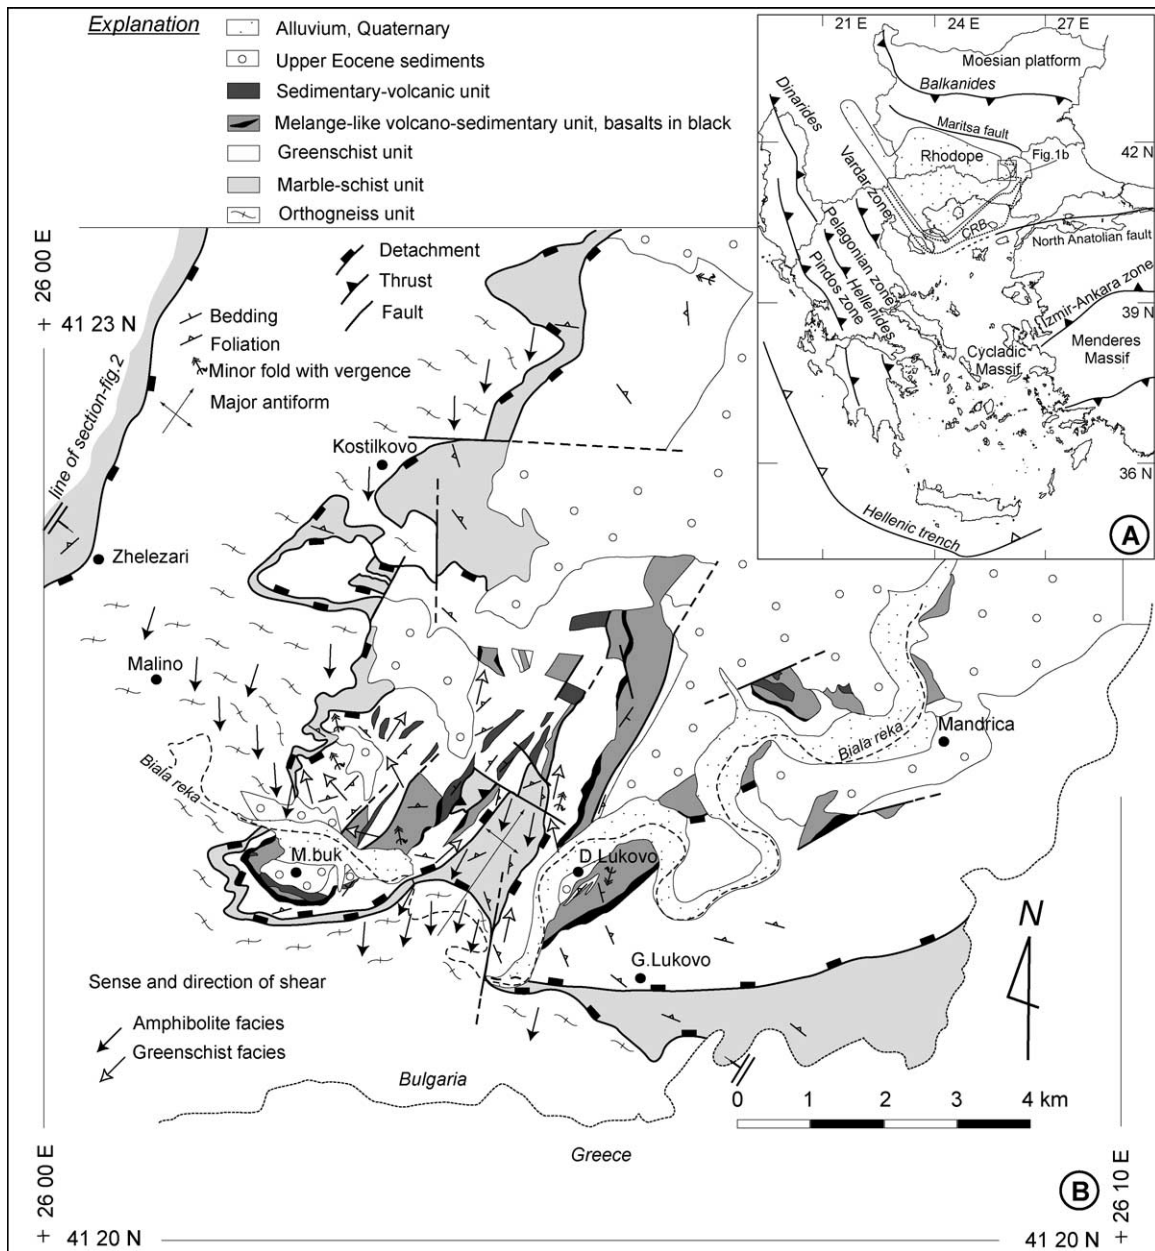 Explanation
Alluvium, Quaternary
Upper Eocene sediments
Sedimentary-volcanic unit
Melange-like volcano-sedimentary unit, basalts in black
Greenschist unit
Marble-schist unit
Orthogneiss unit
21 E
24 E
27 E
Moesian platform
Balkanides
Dinarides
Maritsa fault
42 N
Rhodope
Fig.1b
Vardar zone
CRB
North Anatolian fault
Pelagonian zone
Hellenides
Pindos zone
Izmir-Ankara zone
39 N
Menderes
Massif
Cycladic
Massif
36 N
Hellenic trench
A
26 00 E
+ 41 23 N
Detachment
Thrust
Fault
Bedding
Foliation
Minor fold with vergence
Major antiform
line of section-fig.2
Kostilkovo
Zhelezari
Malino
Biala reka
Mandrica
Biala reka
M.buk
D.Lukovo
G.Lukovo
N
Sense and direction of shear
Amphibolite facies
Greenschist facies
Bulgaria
0 1 2 3 4 km
Greece
B
+ 26 00 E
41 20 N
41 20 N
+ 26 10 E